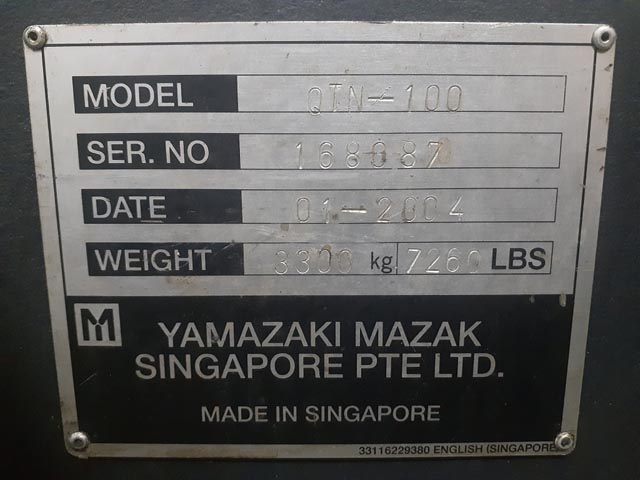 MODEL QTN-100
SER. NO 168087
DATE 01-2004
WEIGHT 3300 kg 7260 LBS
M YAMAZAKI MAZAK
SINGAPORE PTE LTD.
MADE IN SINGAPORE
33116229380 ENGLISH (SINGAPORE